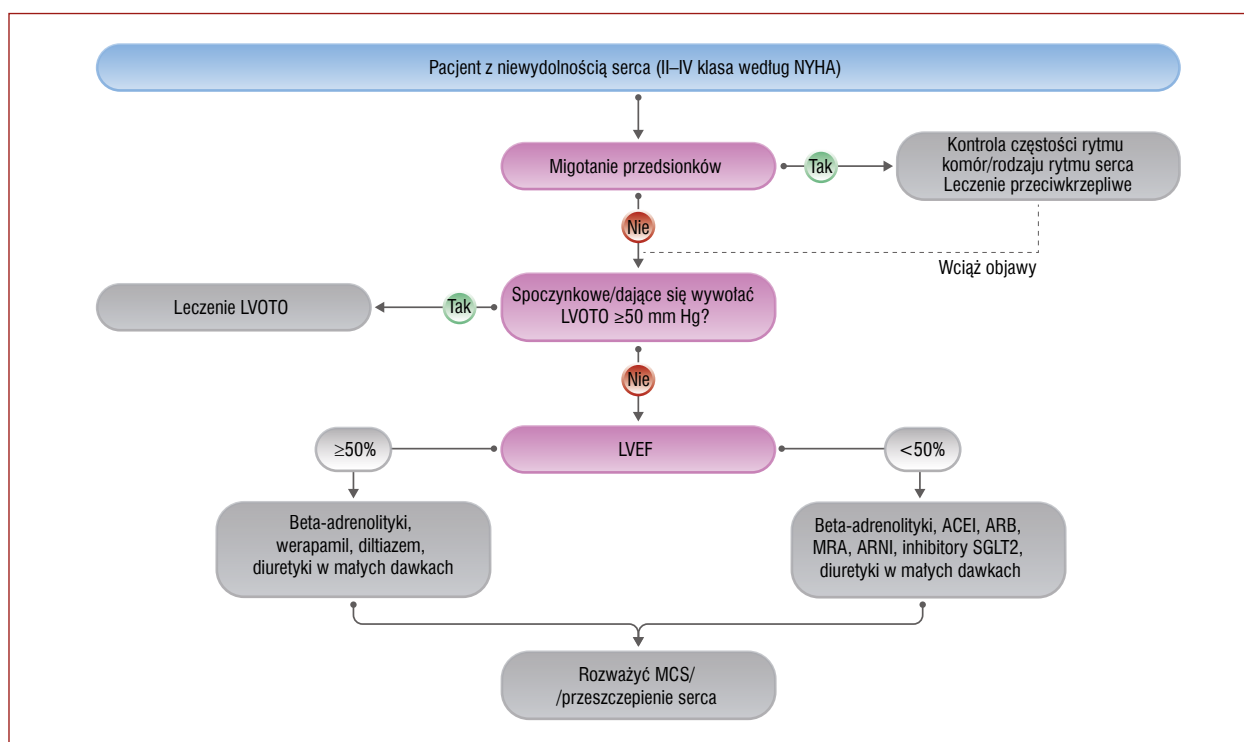 Pacjent z niewydolnością serca (II–IV klasa według NYHA)
Migotanie przedsionków
Tak
Kontrola częstości rytmu
komór/rodzaju rytmu serca
Leczenie przeciwkrzepliwe
Nie
Wciąż objawy
Spoczynkowe/dające się wywołać
LVOTO ≥50 mm Hg?
Tak
Leczenie LVOTO
Nie
LVEF
≥50%
<50%
Beta-adrenolityki,
werapamil, diltiazem,
diuretyki w małych dawkach
Beta-adrenolityki, ACEI, ARB,
MRA, ARNI, inhibitory SGLT2,
diuretyki w małych dawkach
Rozważyć MCS/
/przeszczepienie serca